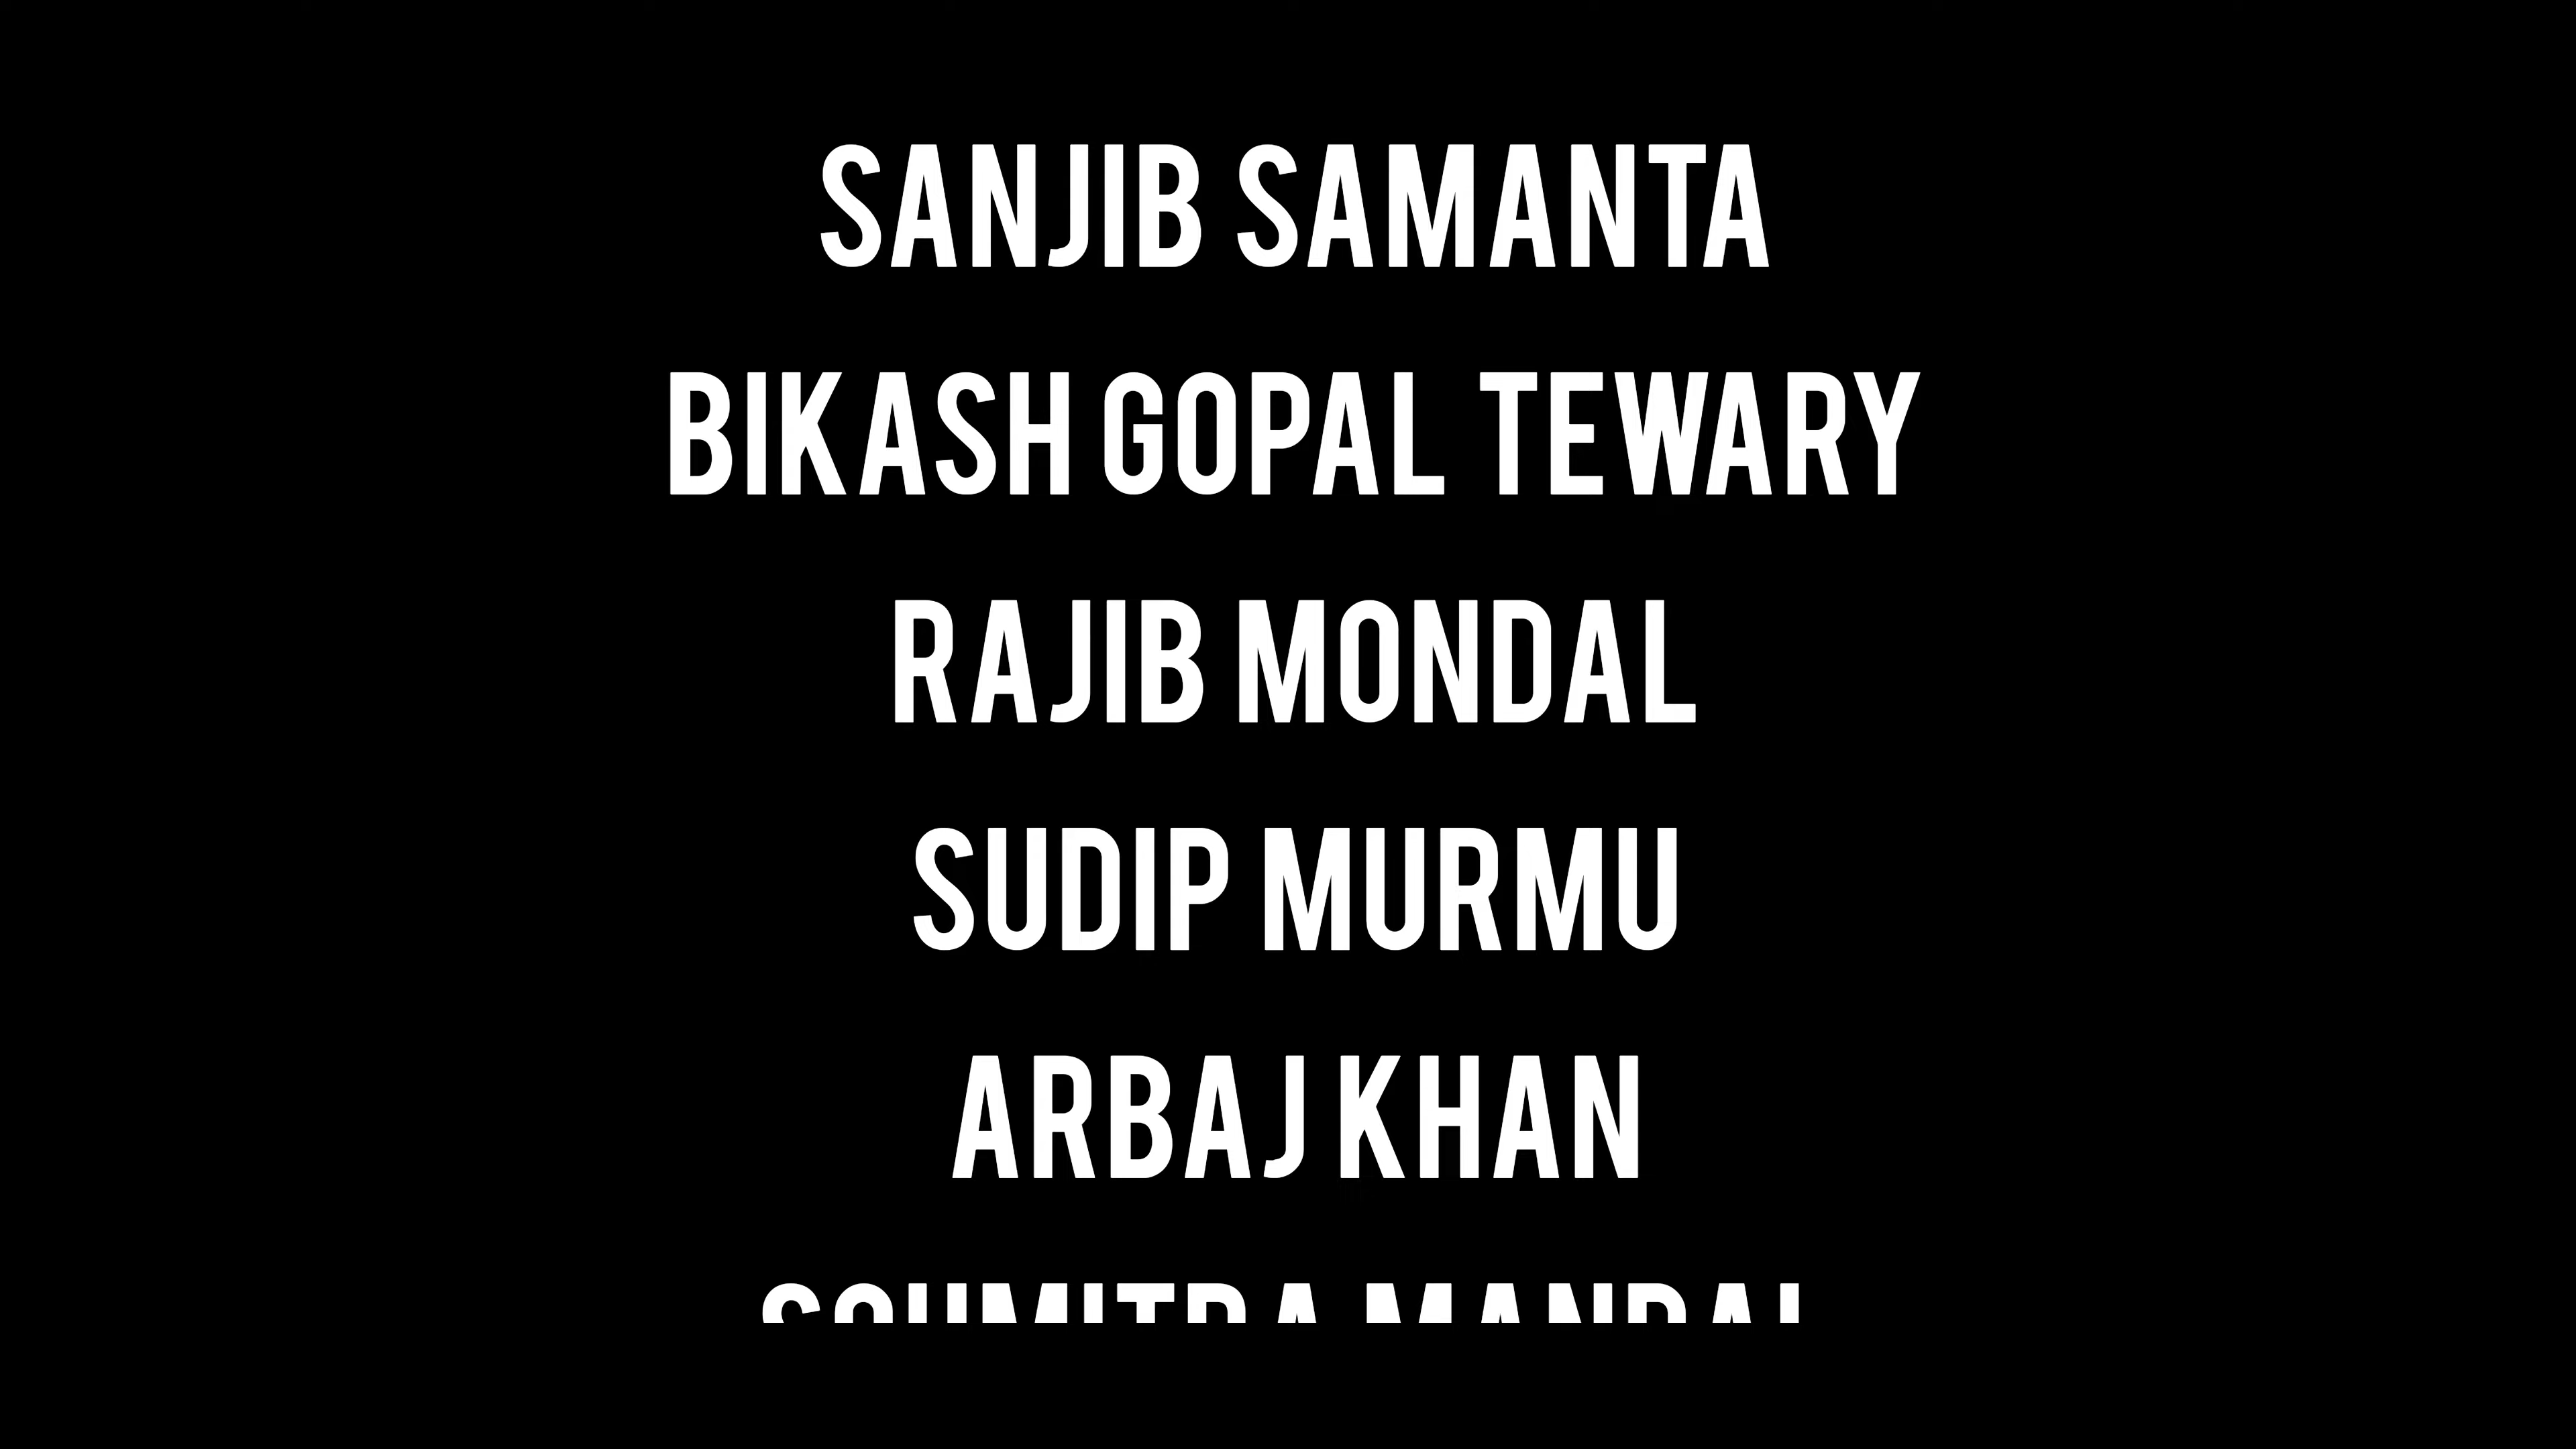 SANJIB SAMANTA
BIKASH GOPAL TEWARY
RAJIB MONDAL
SUDIP MURMU
ARBAJ KHAN